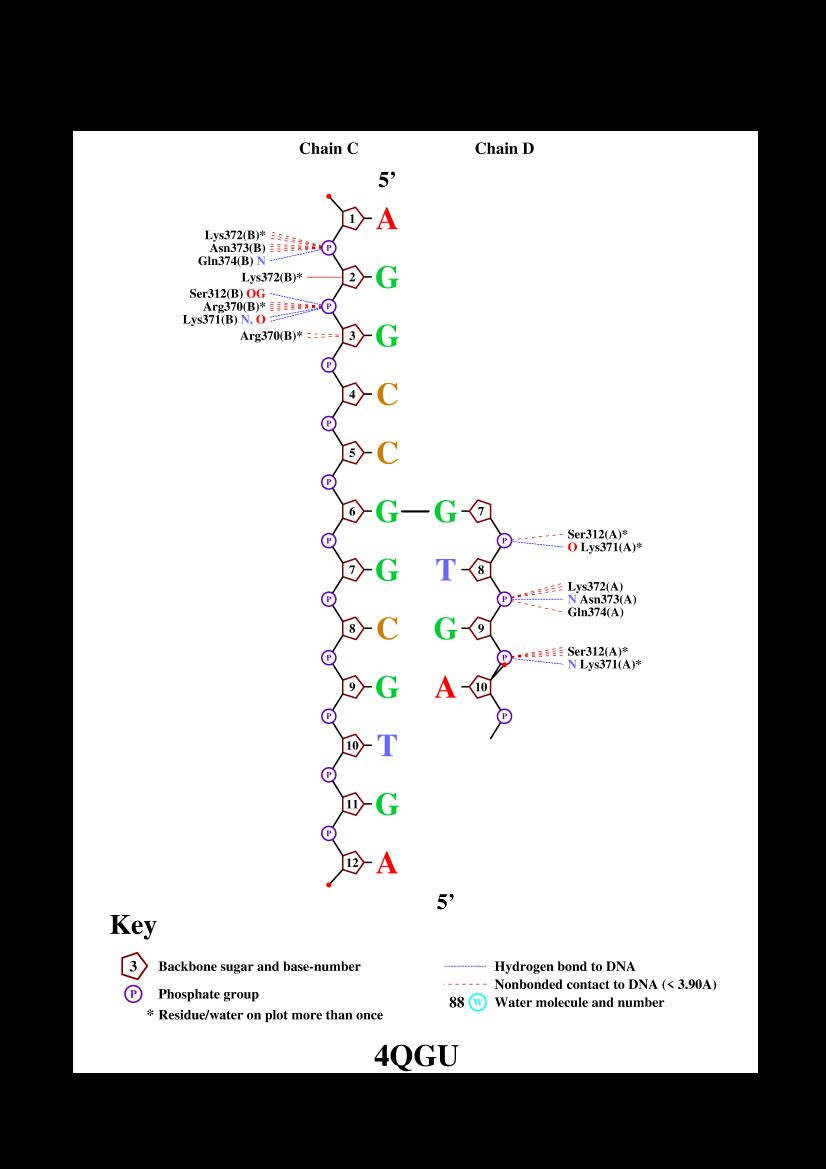 Chain C
Chain D
5’
1 A
P
Lys372(B)*
Asn373(B)
Gln374(B) N
2 G
Lys372(B)*
P
Ser312(B) OG
Arg370(B)*
Lys371(B) N, O
3 G
Arg370(B)*
P
4 C
P
5 C
P
6 G G 7
P P
Ser312(A)*
O Lys371(A)*
7 G T 8
P P
Lys372(A)
N Asn373(A)
Gln374(A)
8 C G 9
P P
Ser312(A)*
N Lys371(A)*
9 G A 10
P P
10 T
P
11 G
P
12 A
5’
Key
3 Backbone sugar and base-number
P Phosphate group
* Residue/water on plot more than once
Hydrogen bond to DNA
Nonbonded contact to DNA (< 3.90A)
88 W Water molecule and number
4QGU